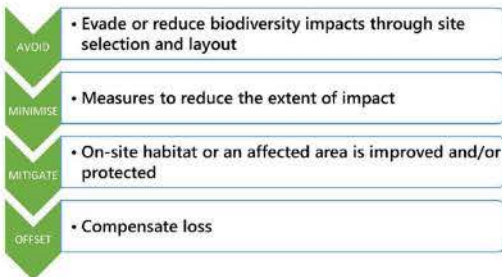 AVOID
• Evade or reduce biodiversity impacts through site
selection and layout
MINIMISE
• Measures to reduce the extent of impact
MITIGATE
• On-site habitat or an affected area is improved and/or
protected
OFFSET
• Compensate loss